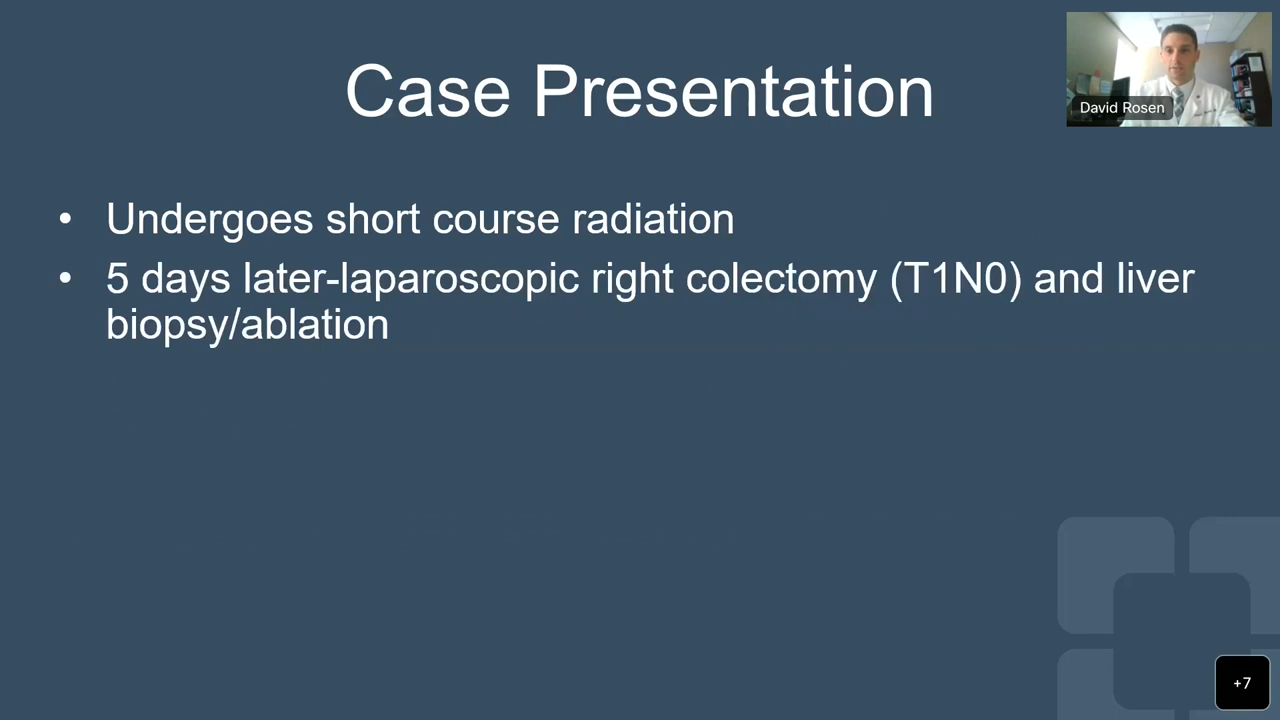 Case Presentation
David Rosen
• Undergoes short course radiation
• 5 days later-laparoscopic right colectomy (T1N0) and liver
biopsy/ablation
+7